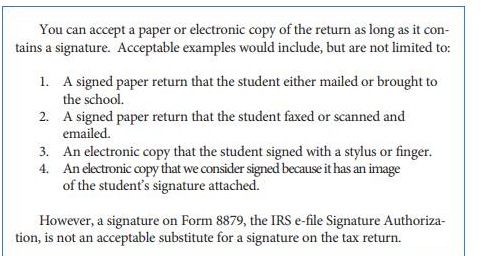 You can accept a paper or electronic copy of the return as long as it con-
tains a signature. Acceptable examples would include, but are not limited to:
1. A signed paper return that the student either mailed or brought to
the school.
2. A signed paper return that the student faxed or scanned and
emailed.
3. An electronic copy that the student signed with a stylus or finger.
4. An electronic copy that we consider signed because it has an image
of the student's signature attached.
However, a signature on Form 8879, the IRS e-file Signature Authoriza-
tion, is not an acceptable substitute for a signature on the tax return.